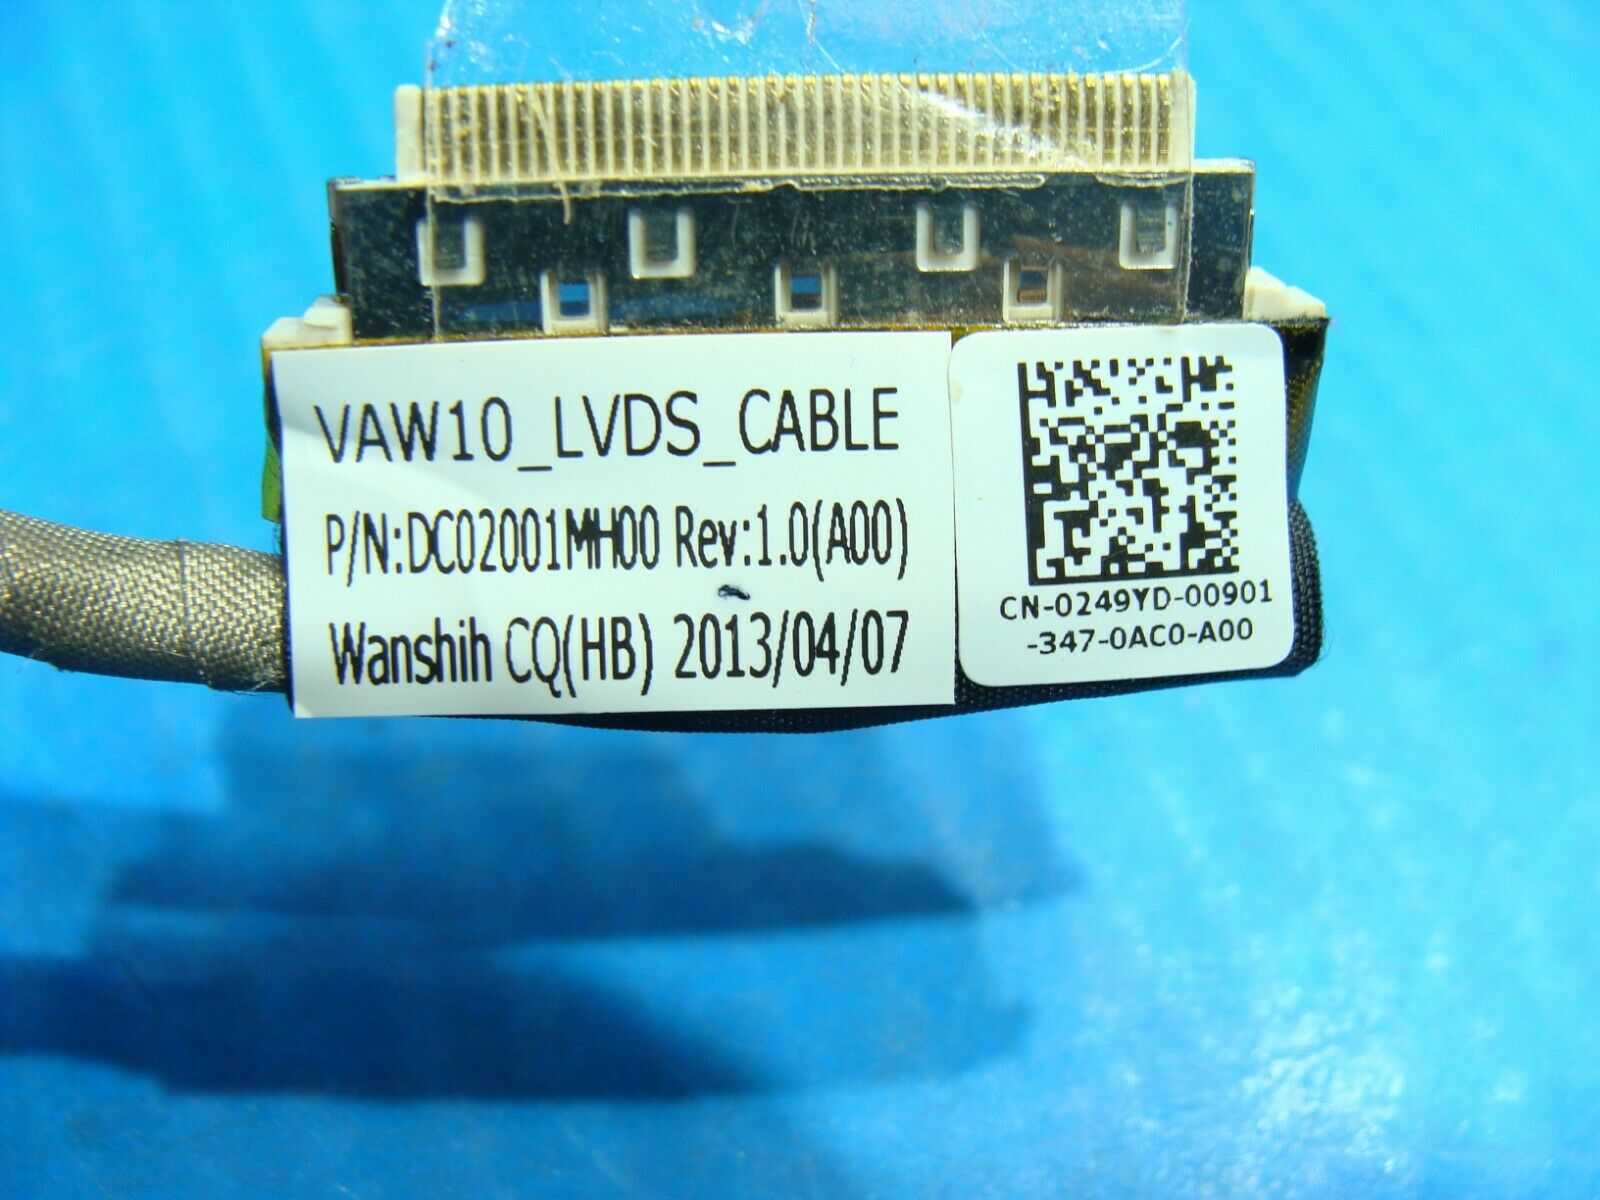 VAW10_LVDS_CABLE
P/N:DC02001MH00 Rev:1.0(A00)
Wanshih CQ(HB) 2013/04/07
CN-0249YD-00901
-347-0AC0-A00